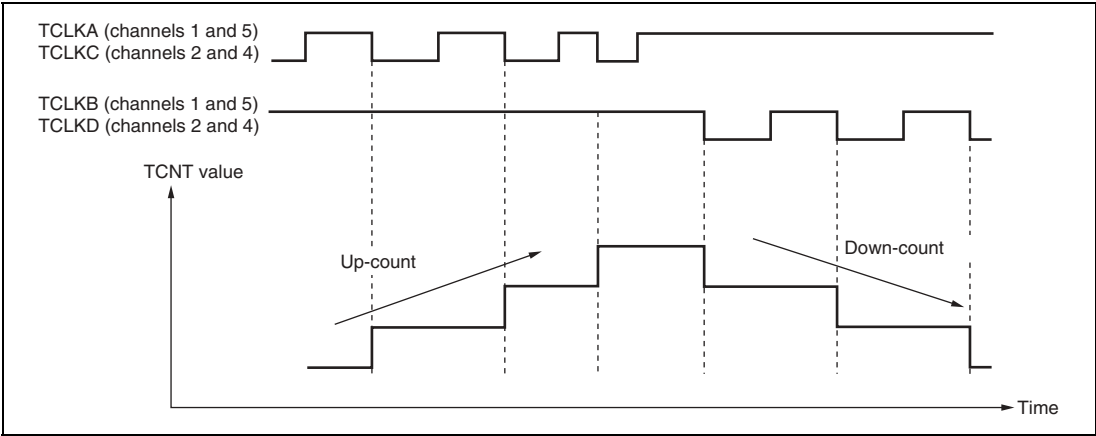 TCLKA (channels 1 and 5)
TCLKC (channels 2 and 4)
TCLKB (channels 1 and 5)
TCLKD (channels 2 and 4)
TCNT value
Up-count
Down-count
Time